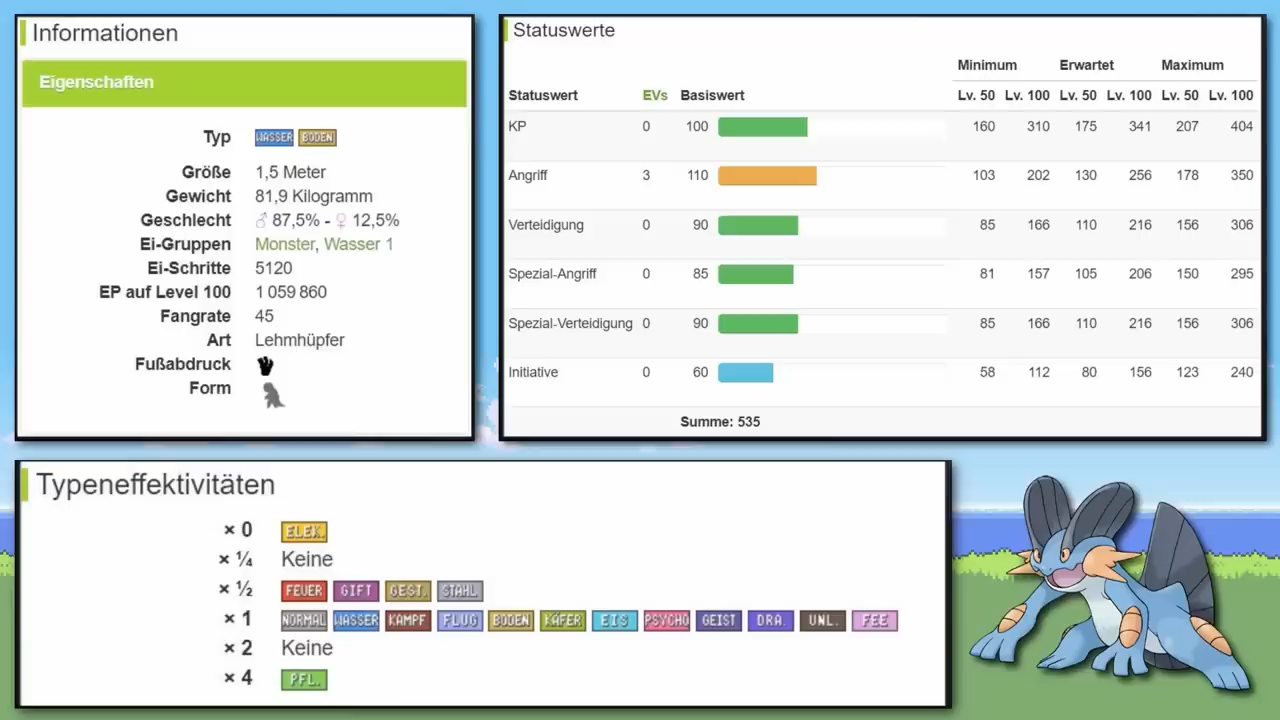 Informationen
Eigenschaften
Typ WASSER BODEN
Größe 1,5 Meter
Gewicht 81,9 Kilogramm
Geschlecht ♂ 87,5% - ♀ 12,5%
Ei-Gruppen Monster, Wasser 1
Ei-Schritte 5120
EP auf Level 100 1 059 860
Fangrate 45
Art Lehmhüpfer
Fußabdruck
Form
Statuswerte
Minimum Erwartet Maximum
Statuswert EVs Basiswert Lv. 50 Lv. 100 Lv. 50 Lv. 100 Lv. 50 Lv. 100
KP 0 100 160 310 175 341 207 404
Angriff 3 110 103 202 130 256 178 350
Verteidigung 0 90 85 166 110 216 156 306
Spezial-Angriff 0 85 81 157 105 206 150 295
Spezial-Verteidigung 0 90 85 166 110 216 156 306
Initiative 0 60 58 112 80 156 123 240
Summe: 535
Typeneffektivitäten
× 0 ELEK.
× ¼ Keine
× ½ FEUER GIFT GEST. STAHL
× 1 NORMAL WASSER KAMPF FLUG BODEN KÄFER EIS PSYCHO GEIST DRA. UNL. FEE
× 2 Keine
× 4 PFL.